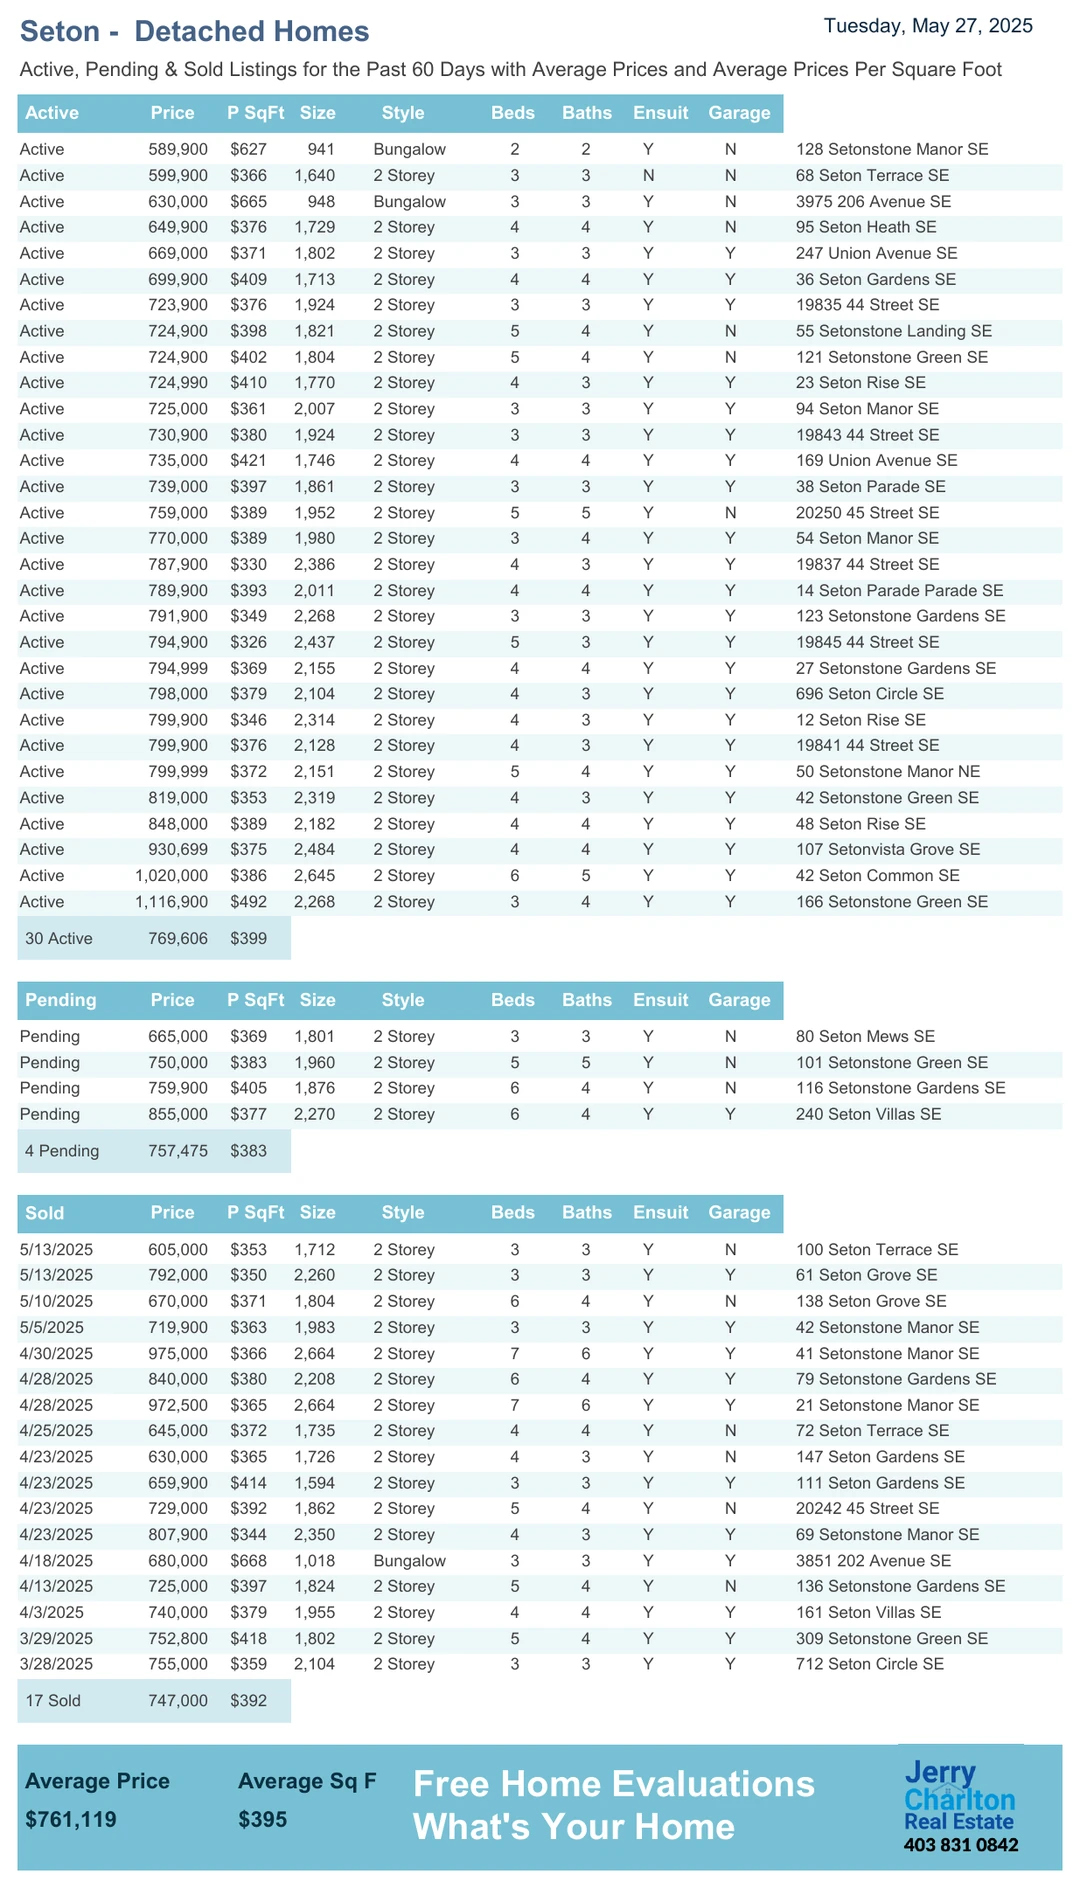 Seton - Detached Homes
Tuesday, May 27, 2025
Active, Pending & Sold Listings for the Past 60 Days with Average Prices and Average Prices Per Square Foot
Active Price P SqFt Size Style Beds Baths Ensuit Garage
Active 589,900 $627 941 Bungalow 2 2 Y N 128 Setonstone Manor SE
Active 599,900 $366 1,640 2 Storey 3 3 N N 68 Seton Terrace SE
Active 630,000 $665 948 Bungalow 3 3 Y N 3975 206 Avenue SE
Active 649,900 $376 1,729 2 Storey 4 4 Y N 95 Seton Heath SE
Active 669,000 $371 1,802 2 Storey 3 3 Y Y 247 Union Avenue SE
Active 699,900 $409 1,713 2 Storey 4 4 Y Y 36 Seton Gardens SE
Active 723,900 $376 1,924 2 Storey 3 3 Y Y 19835 44 Street SE
Active 724,900 $398 1,821 2 Storey 5 4 Y N 55 Setonstone Landing SE
Active 724,900 $402 1,804 2 Storey 5 4 Y N 121 Setonstone Green SE
Active 724,990 $410 1,770 2 Storey 4 3 Y Y 23 Seton Rise SE
Active 725,000 $361 2,007 2 Storey 3 3 Y Y 94 Seton Manor SE
Active 730,900 $380 1,924 2 Storey 3 3 Y Y 19843 44 Street SE
Active 735,000 $421 1,746 2 Storey 4 4 Y Y 169 Union Avenue SE
Active 739,000 $397 1,861 2 Storey 3 3 Y Y 38 Seton Parade SE
Active 759,000 $389 1,952 2 Storey 5 5 Y N 20250 45 Street SE
Active 770,000 $389 1,980 2 Storey 3 4 Y Y 54 Seton Manor SE
Active 787,900 $330 2,386 2 Storey 4 3 Y Y 19837 44 Street SE
Active 789,900 $393 2,011 2 Storey 4 4 Y Y 14 Seton Parade Parade SE
Active 791,900 $349 2,268 2 Storey 3 3 Y Y 123 Setonstone Gardens SE
Active 794,900 $326 2,437 2 Storey 5 3 Y Y 19845 44 Street SE
Active 794,999 $369 2,155 2 Storey 4 4 Y Y 27 Setonstone Gardens SE
Active 798,000 $379 2,104 2 Storey 4 3 Y Y 696 Seton Circle SE
Active 799,900 $346 2,314 2 Storey 4 3 Y Y 12 Seton Rise SE
Active 799,900 $376 2,128 2 Storey 4 3 Y Y 19841 44 Street SE
Active 799,999 $372 2,151 2 Storey 5 4 Y Y 50 Setonstone Manor NE
Active 819,000 $353 2,319 2 Storey 4 3 Y Y 42 Setonstone Green SE
Active 848,000 $389 2,182 2 Storey 4 4 Y Y 48 Seton Rise SE
Active 930,699 $375 2,484 2 Storey 4 4 Y Y 107 Setonvista Grove SE
Active 1,020,000 $386 2,645 2 Storey 6 5 Y Y 42 Seton Common SE
Active 1,116,900 $492 2,268 2 Storey 3 4 Y Y 166 Setonstone Green SE
30 Active 769,606 $399
Pending Price P SqFt Size Style Beds Baths Ensuit Garage
Pending 665,000 $369 1,801 2 Storey 3 3 Y N 80 Seton Mews SE
Pending 750,000 $383 1,960 2 Storey 5 5 Y N 101 Setonstone Green SE
Pending 759,900 $405 1,876 2 Storey 6 4 Y N 116 Setonstone Gardens SE
Pending 855,000 $377 2,270 2 Storey 6 4 Y Y 240 Seton Villas SE
4 Pending 757,475 $383
Sold Price P SqFt Size Style Beds Baths Ensuit Garage
5/13/2025 605,000 $353 1,712 2 Storey 3 3 Y N 100 Seton Terrace SE
5/13/2025 792,000 $350 2,260 2 Storey 3 3 Y Y 61 Seton Grove SE
5/10/2025 670,000 $371 1,804 2 Storey 6 4 Y N 138 Seton Grove SE
5/5/2025 719,900 $363 1,983 2 Storey 3 3 Y Y 42 Setonstone Manor SE
4/30/2025 975,000 $366 2,664 2 Storey 7 6 Y Y 41 Setonstone Manor SE
4/28/2025 840,000 $380 2,208 2 Storey 6 4 Y Y 79 Setonstone Gardens SE
4/28/2025 972,500 $365 2,664 2 Storey 7 6 Y Y 21 Setonstone Manor SE
4/25/2025 645,000 $372 1,735 2 Storey 4 4 Y N 72 Seton Terrace SE
4/23/2025 630,000 $365 1,726 2 Storey 4 3 Y N 147 Seton Gardens SE
4/23/2025 659,900 $414 1,594 2 Storey 3 3 Y Y 111 Seton Gardens SE
4/23/2025 729,000 $392 1,862 2 Storey 5 4 Y N 20242 45 Street SE
4/23/2025 807,900 $344 2,350 2 Storey 4 3 Y Y 69 Setonstone Manor SE
4/18/2025 680,000 $668 1,018 Bungalow 3 3 Y Y 3851 202 Avenue SE
4/13/2025 725,000 $397 1,824 2 Storey 5 4 Y N 136 Setonstone Gardens SE
4/3/2025 740,000 $379 1,955 2 Storey 4 4 Y Y 161 Seton Villas SE
3/29/2025 752,800 $418 1,802 2 Storey 5 4 Y Y 309 Setonstone Green SE
3/28/2025 755,000 $359 2,104 2 Storey 3 3 Y Y 712 Seton Circle SE
17 Sold 747,000 $392
Average Price Average Sq F
$761,119 $395
Free Home Evaluations
What's Your Home
Jerry
Charlton
Real Estate
403 831 0842